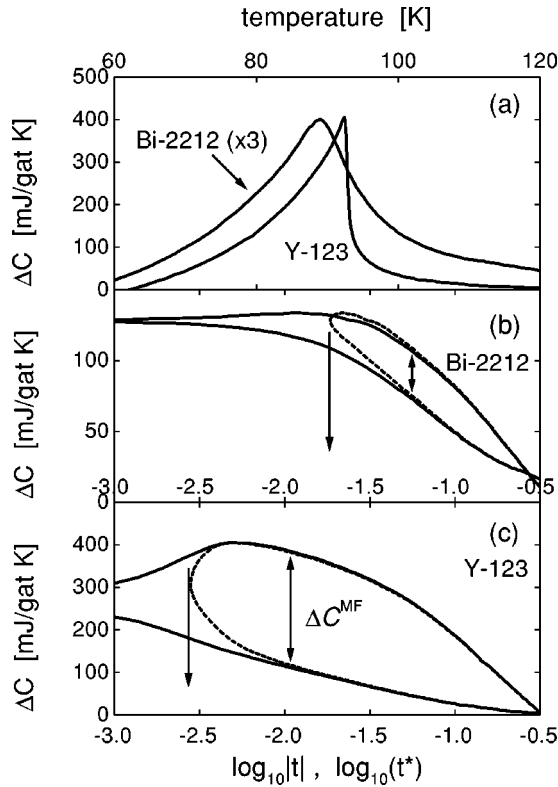 temperature [K]
60 80 100 120
500
400
300
200
100
0
ΔC [mJ/gat K]
(a)
Bi-2212 (x3)
Y-123
100
50
0
ΔC [mJ/gat K]
(b)
Bi-2212
-3.0 -2.5 -2.0 -1.5 -1.0 -0.5
400
300
200
100
0
ΔC [mJ/gat K]
(c)
Y-123
ΔC^MF
-3.0 -2.5 -2.0 -1.5 -1.0 -0.5
log₁₀|t| , log₁₀(t*)